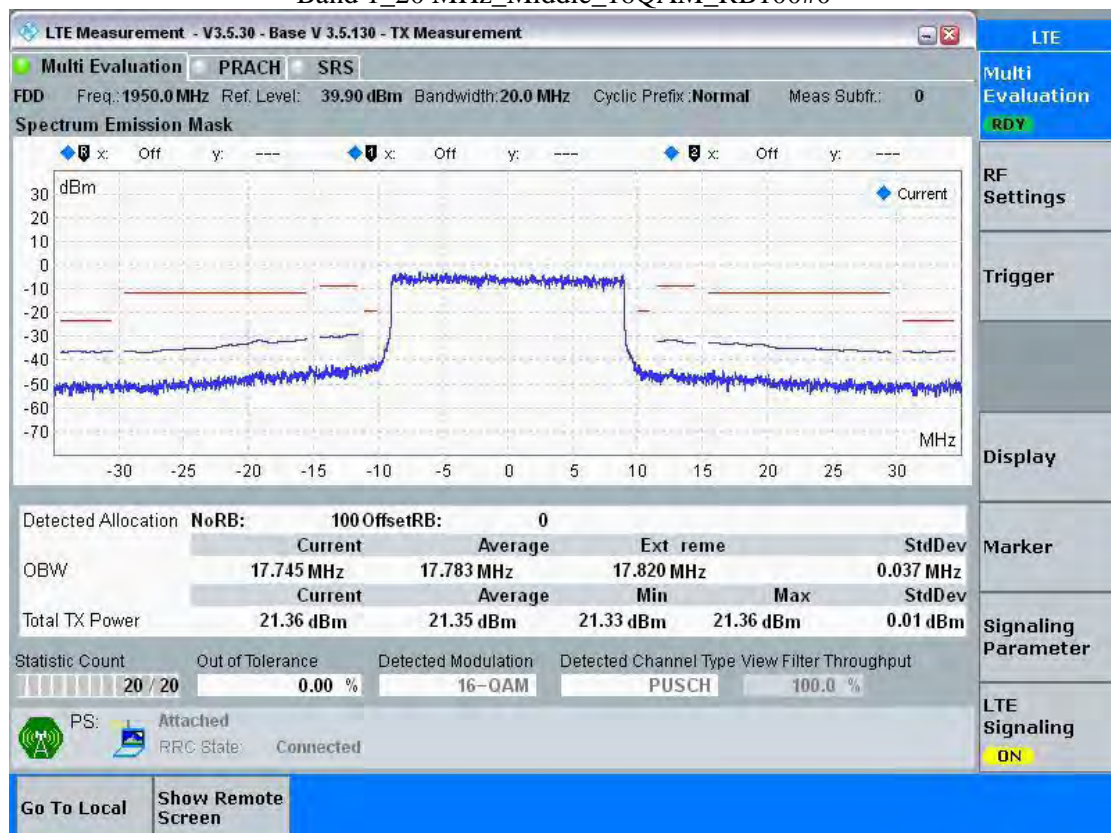 Band 1_20 MHz_Middle_16QAM_RB100#0
LTE Measurement - V3.5.30 - Base V 3.5.130 - TX Measurement
LTE
Multi Evaluation PRACH SRS
Multi Evaluation
RDY
FDD Freq.: 1950.0 MHz Ref. Level: 39.90 dBm Bandwidth: 20.0 MHz Cyclic Prefix : Normal Meas Subfr.: 0
Spectrum Emission Mask
R x: Off y: --- 1 x: Off y: --- 2 x: Off y: ---
dBm
Current
30
20
10
0
-10
-20
-30
-40
-50
-60
-70
MHz
-30 -25 -20 -15 -10 -5 0 5 10 15 20 25 30
RF Settings
Trigger
Display
Marker
Signaling Parameter
LTE Signaling
ON
Detected Allocation NoRB: 100 OffsetRB: 0
Current Average Ext reme StdDev
OBW 17.745 MHz 17.783 MHz 17.820 MHz 0.037 MHz
Current Average Min Max StdDev
Total TX Power 21.36 dBm 21.35 dBm 21.33 dBm 21.36 dBm 0.01 dBm
Statistic Count Out of Tolerance Detected Modulation Detected Channel Type View Filter Throughput
20 / 20 0.00 % 16-QAM PUSCH 100.0 %
PS: Attached
RRC State: Connected
Go To Local
Show Remote Screen